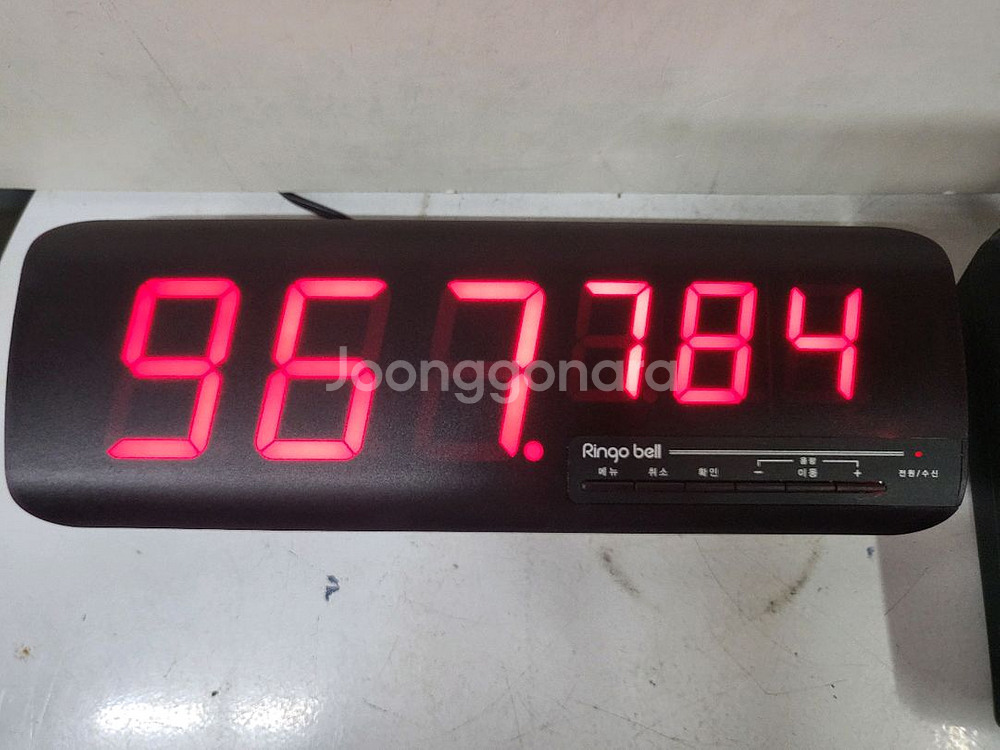 967.784
Joonggonara
Ringo bell
음량
메뉴 취소 확인 − 이동 + 전원/수신